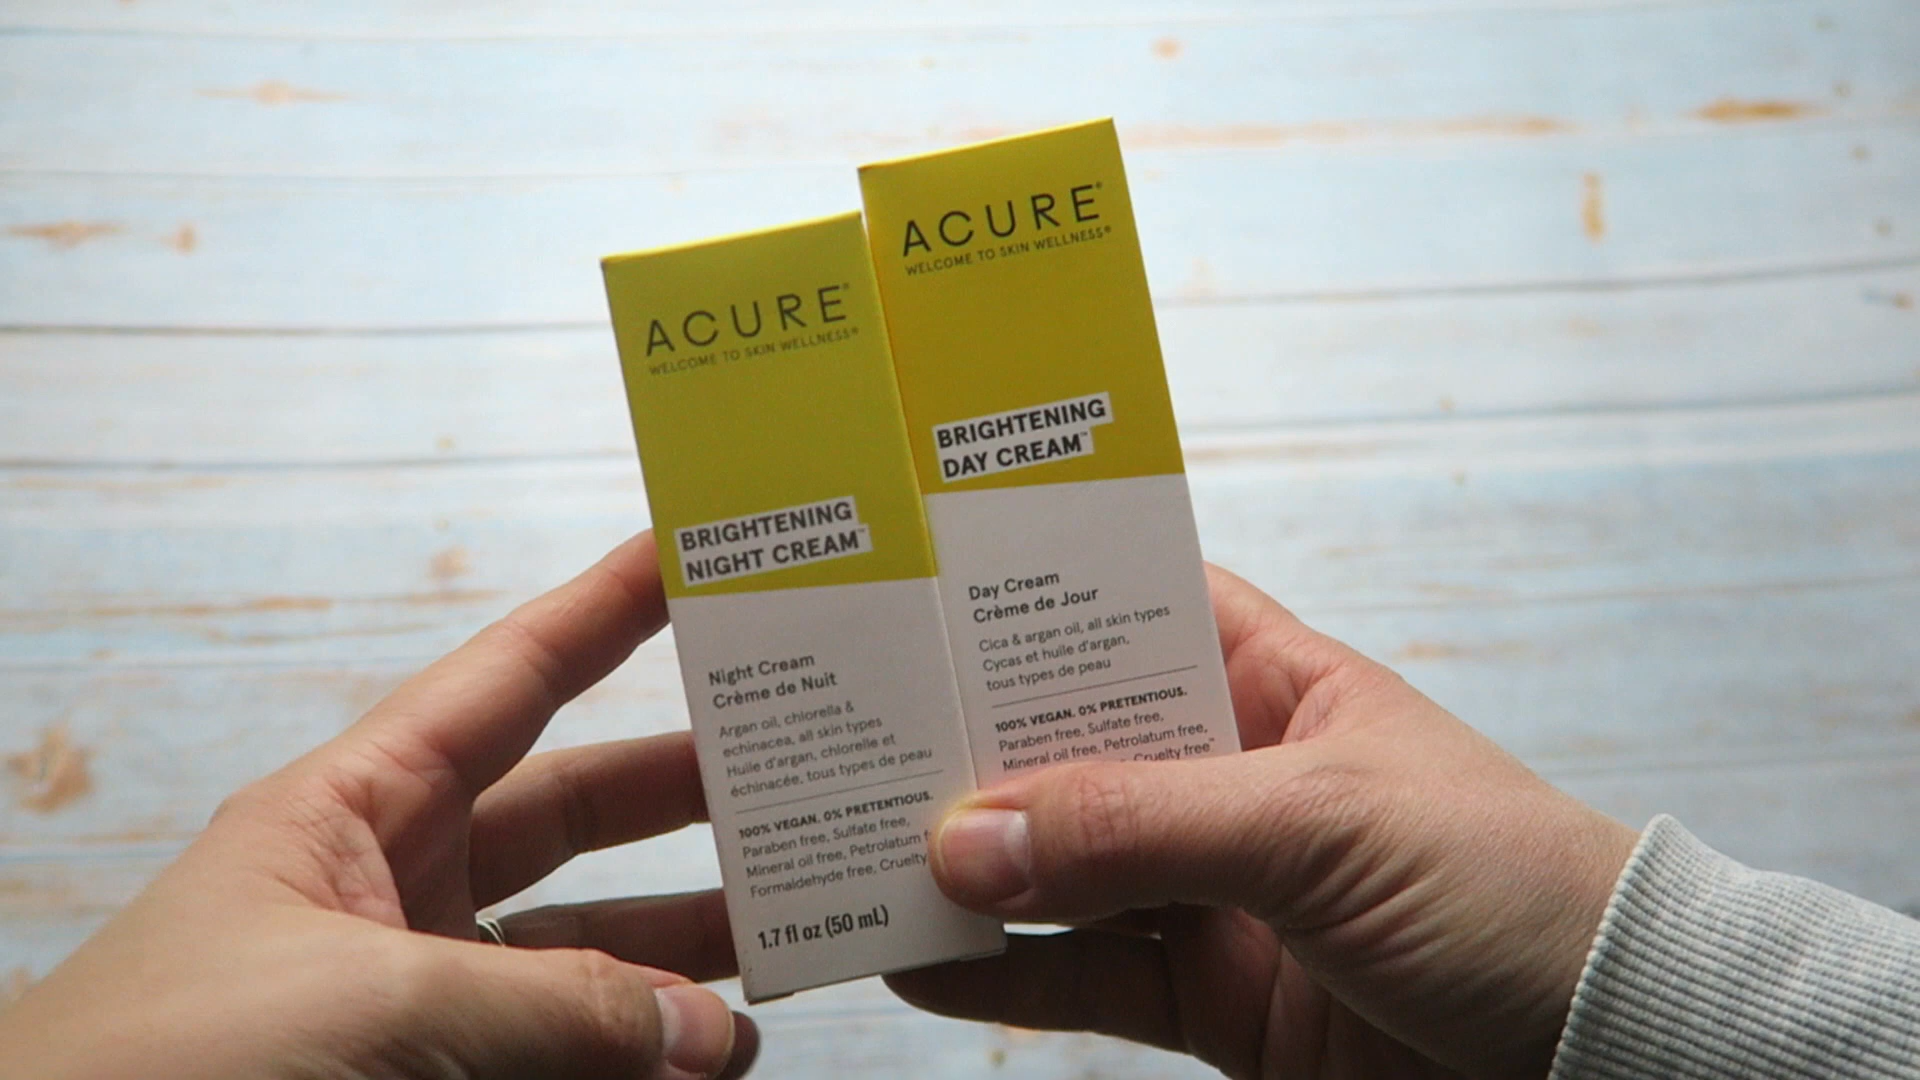 ACURE®
WELCOME TO SKIN WELLNESS®
BRIGHTENING
NIGHT CREAM™
Night Cream
Crème de Nuit
Argan oil, chlorella &
echinacea, all skin types
Huile d'argan, chlorelle et
échinacée, tous types de peau
100% VEGAN. 0% PRETENTIOUS.
Paraben free, Sulfate free,
Mineral oil free, Petrolatum
Formaldehyde free, Cruelty
1.7 fl oz (50 mL)
ACURE®
WELCOME TO SKIN WELLNESS®
BRIGHTENING
DAY CREAM™
Day Cream
Crème de Jour
Cica & argan oil, all skin types
Cycas et huile d'argan,
tous types de peau
100% VEGAN. 0% PRETENTIOUS.
Paraben free, Sulfate free,
Mineral oil free, Petrolatum free,
Cruelty free™